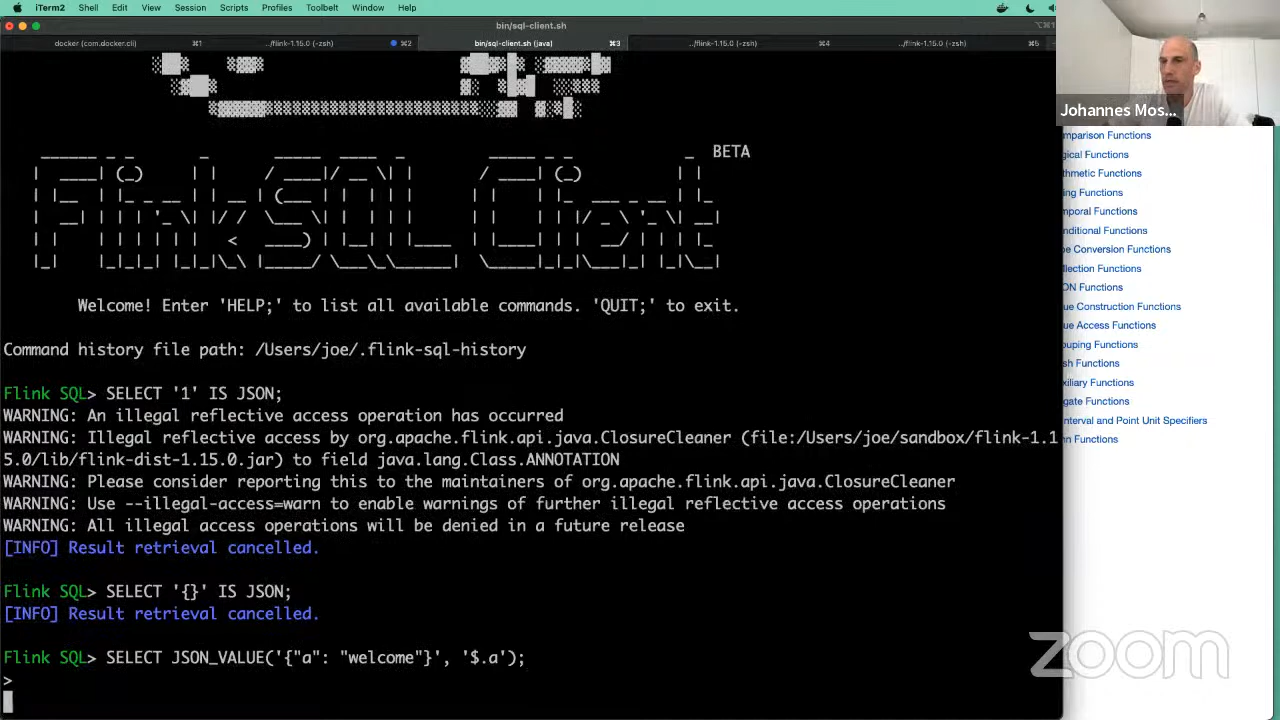 iTerm2 Shell Edit View Session Scripts Profiles Toolbelt Window Help
bin/sql-client.sh
docker (com.docker.cli) ⌘1 ../flink-1.15.0 (-zsh) ⌘2 bin/sql-client.sh (java) ⌘3 ../flink-1.15.0 (-zsh) ⌘4 ../flink-1.15.0 (-zsh) ⌘5
Flink SQL Client BETA
Welcome! Enter 'HELP;' to list all available commands. 'QUIT;' to exit.
Command history file path: /Users/joe/.flink-sql-history
Flink SQL> SELECT '1' IS JSON;
WARNING: An illegal reflective access operation has occurred
WARNING: Illegal reflective access by org.apache.flink.api.java.ClosureCleaner (file:/Users/joe/sandbox/flink-1.1
5.0/lib/flink-dist-1.15.0.jar) to field java.lang.Class.ANNOTATION
WARNING: Please consider reporting this to the maintainers of org.apache.flink.api.java.ClosureCleaner
WARNING: Use --illegal-access=warn to enable warnings of further illegal reflective access operations
WARNING: All illegal access operations will be denied in a future release
[INFO] Result retrieval cancelled.
Flink SQL> SELECT '{}' IS JSON;
[INFO] Result retrieval cancelled.
Flink SQL> SELECT JSON_VALUE('{"a": "welcome"}', '$.a');
>
Johannes Mos...
mparison Functions
gical Functions
thmetic Functions
ing Functions
mporal Functions
nditional Functions
pe Conversion Functions
llection Functions
ON Functions
ue Construction Functions
ue Access Functions
ouping Functions
sh Functions
xiliary Functions
egate Functions
nterval and Point Unit Specifiers
nn Functions
zoom